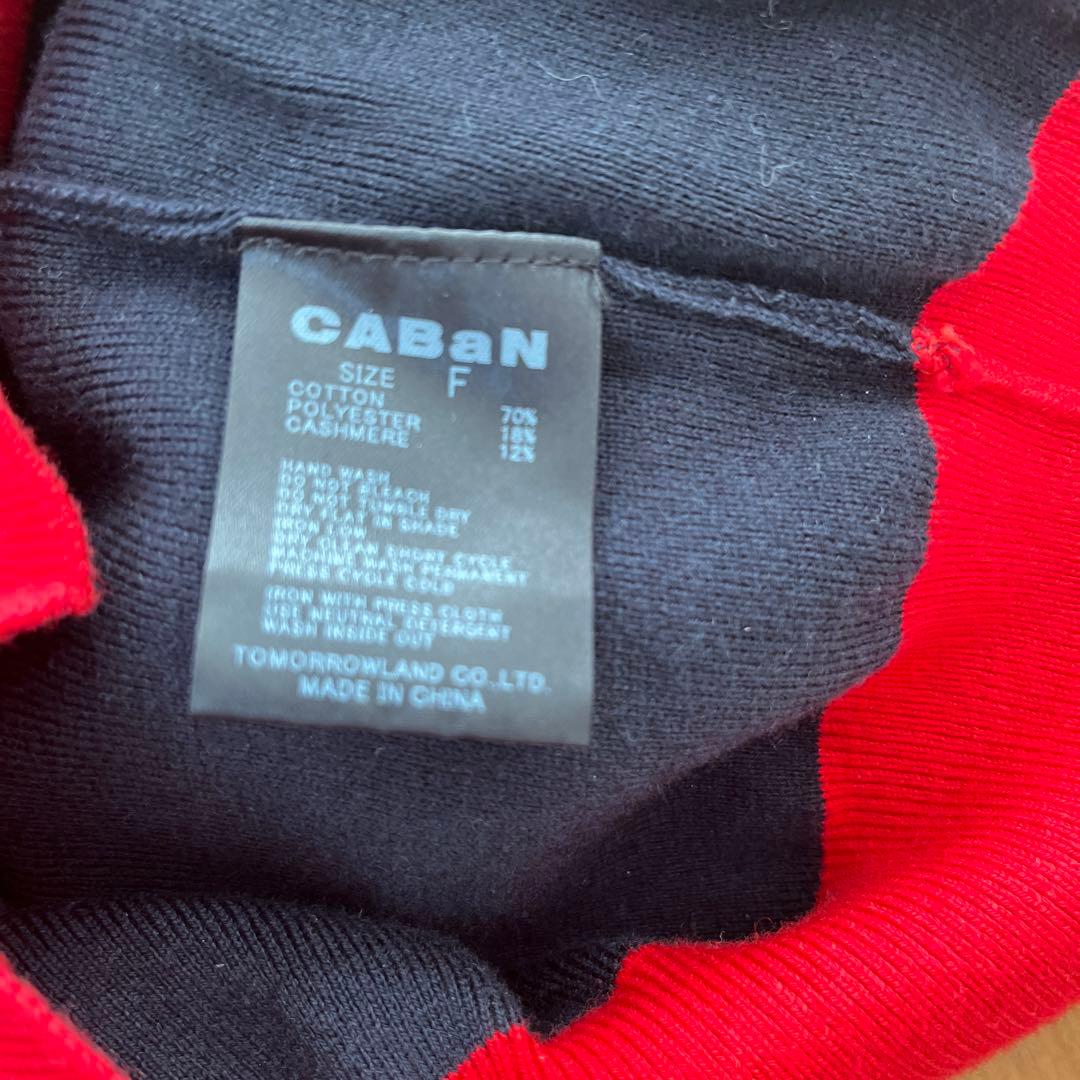 CABaN
SIZE F
COTTON 70%
POLYESTER 18%
CASHMERE 12%
HAND WASH
DO NOT BLEACH
DO NOT TUMBLE DRY
DRY FLAT IN SHADE
IRON LOW
DRY CLEAN SHORT CYCLE
MACHINE WASH PERMANENT
PRESS CYCLE COLD
IRON WITH PRESS CLOTH
USE NEUTRAL DETERGENT
WASH INSIDE OUT
TOMORROWLAND CO.,LTD.
MADE IN CHINA